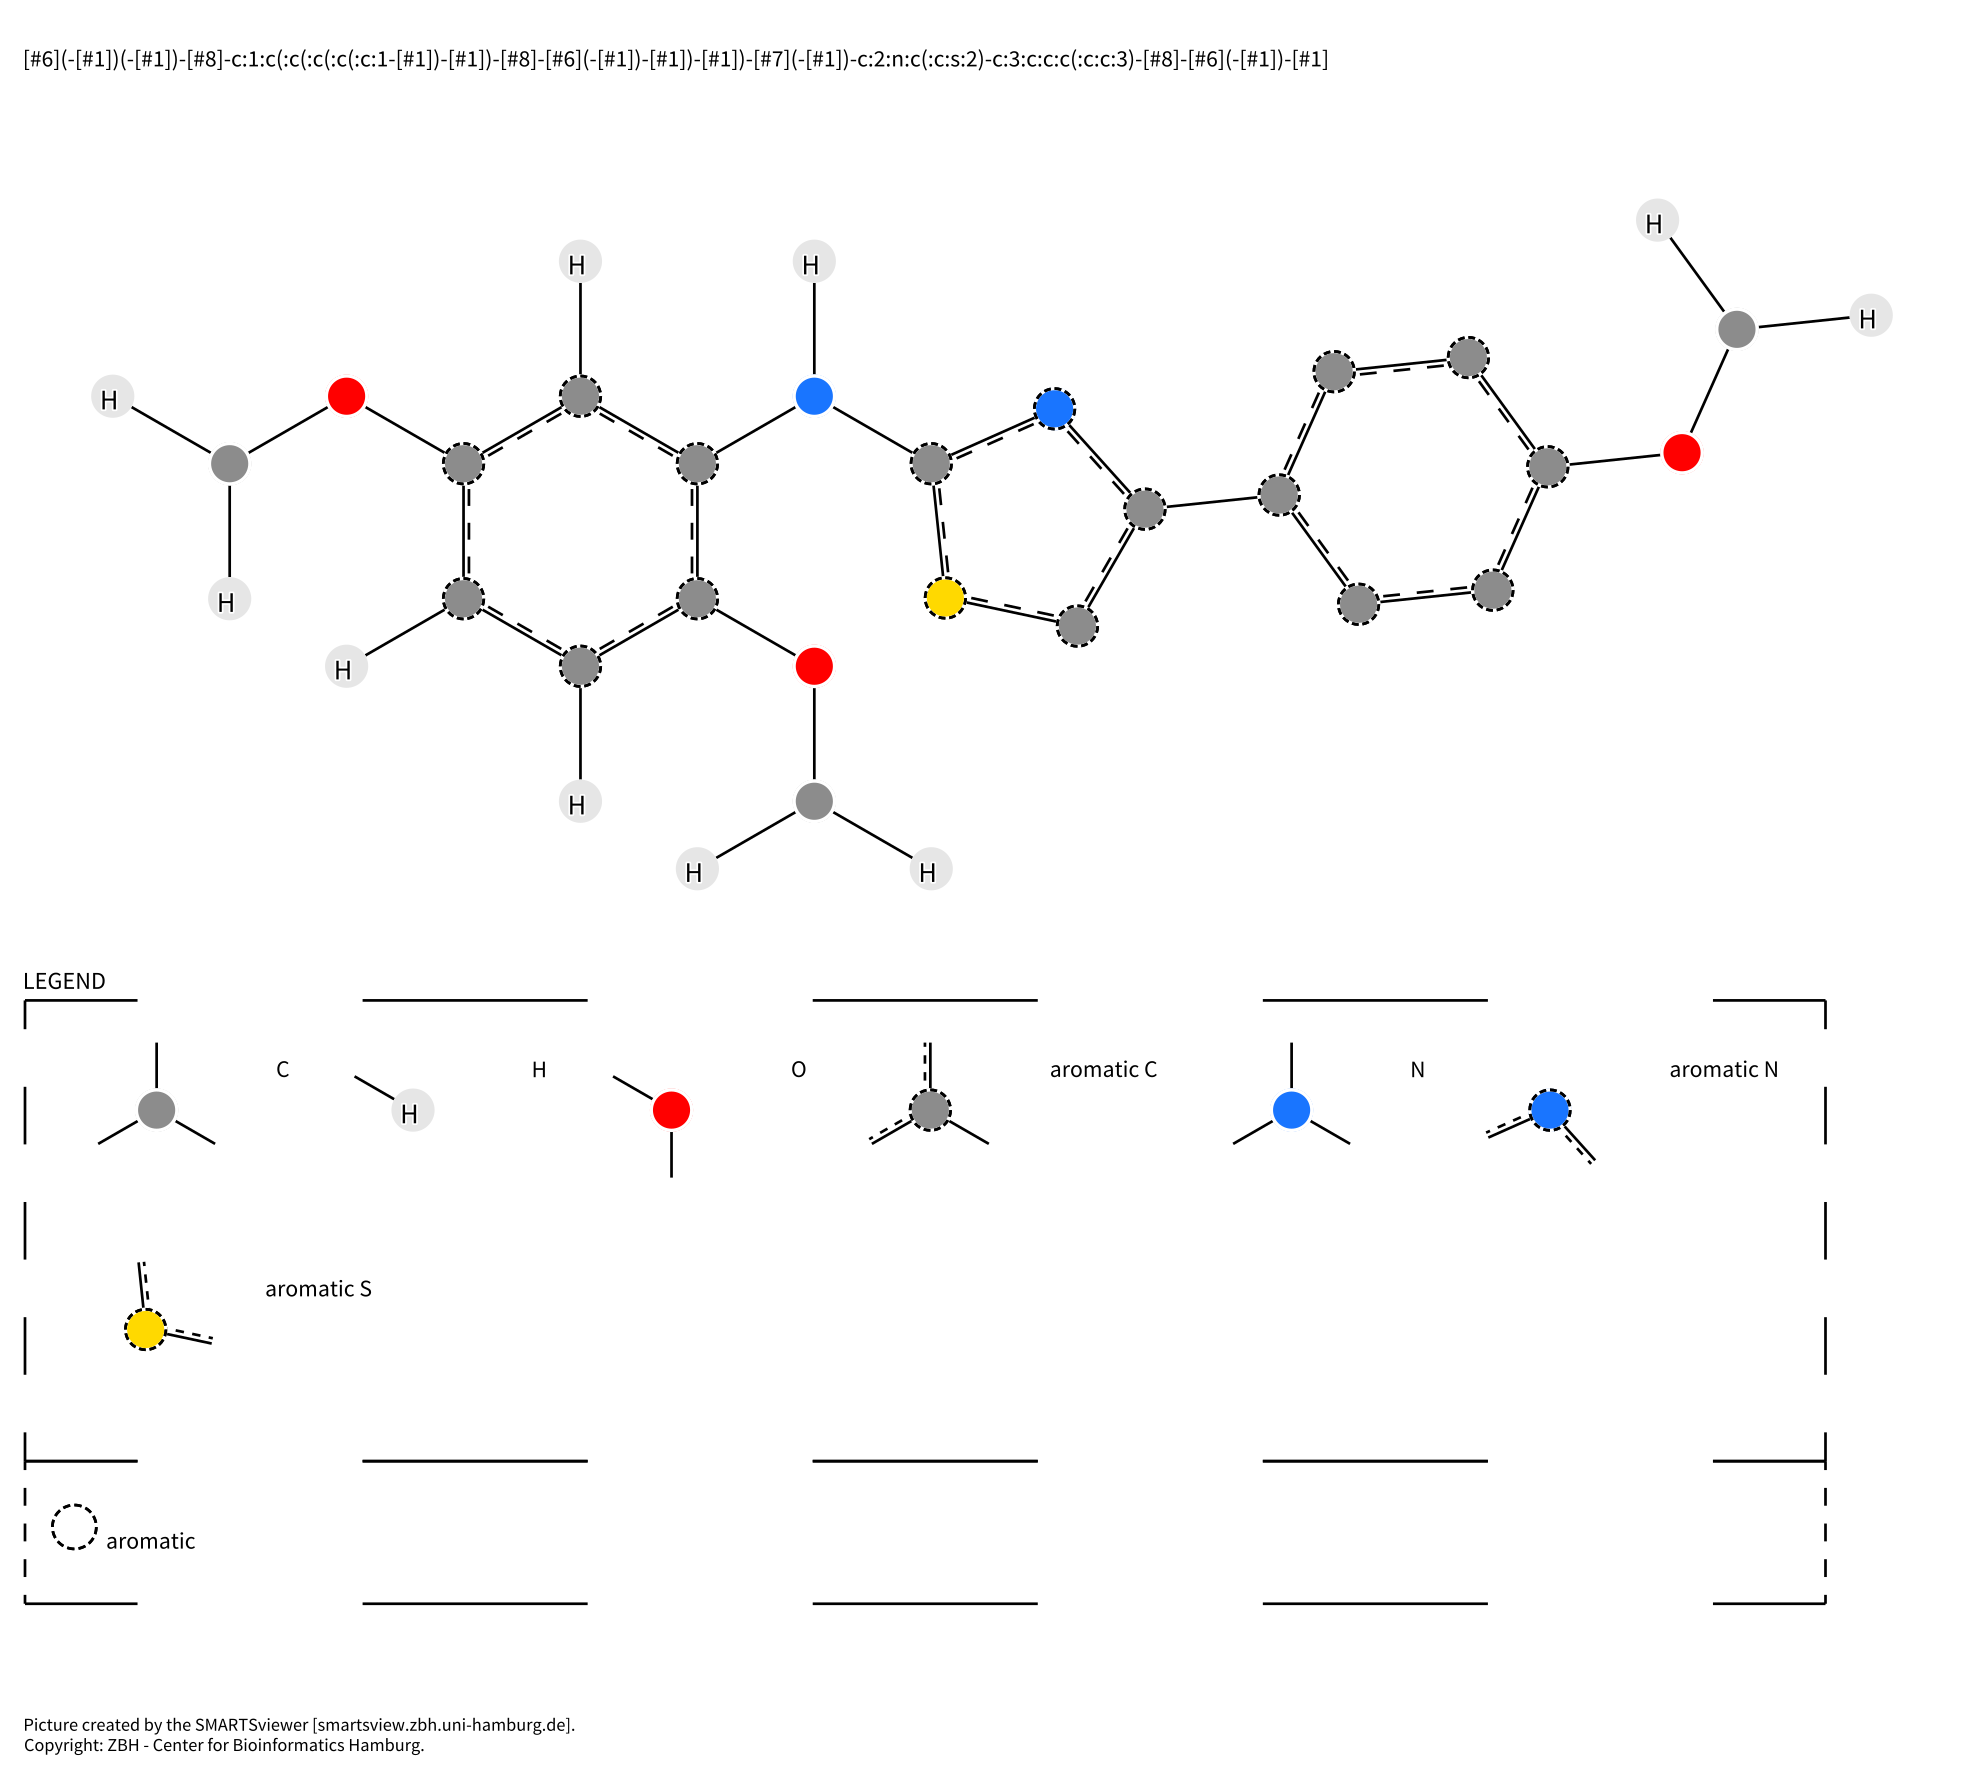 [#6](-[#1])(-[#1])-[#8]-c:1:c(:c(:c(:c(:c:1-[#1])-[#1])-[#8]-[#6](-[#1])-[#1])-[#1])-[#7](-[#1])-c:2:n:c(:c:s:2)-c:3:c:c:c(:c:c:3)-[#8]-[#6](-[#1])-[#1]
H
H
H
H
H
H
H
H
H
H
H
LEGEND
C H O aromatic C N aromatic N
H
aromatic S
aromatic
Picture created by the SMARTSviewer [smartsview.zbh.uni-hamburg.de].
Copyright: ZBH - Center for Bioinformatics Hamburg.